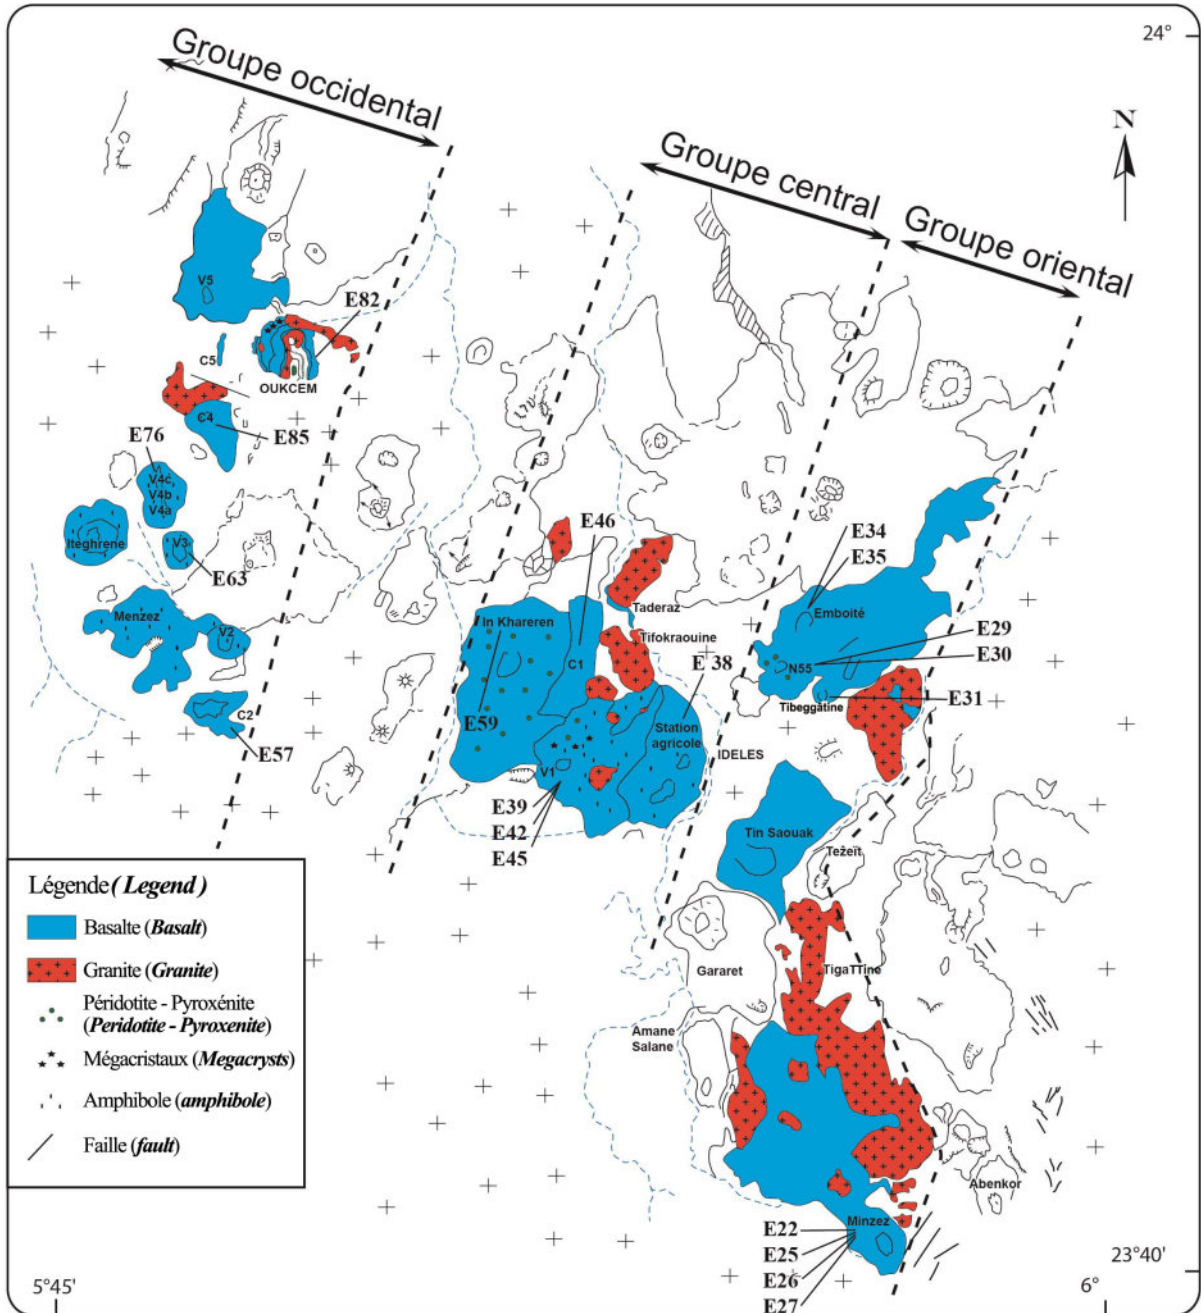 24°
Groupe occidental
Groupe central
Groupe oriental
N
V5
E82
C5
OUKCEM
C4
E85
E76
V4c
V4b
V4a
Iteghrene
V3
E63
Menzez
V2
C2
E57
E46
Taderaz
In Khareren
C1
Tifokraouine
E 38
E59
Station
agricole
IDELES
V1
E39
E42
E45
E34
E35
Emboité
E29
N55
E30
Tibeggâtine
E31
Tin Saouak
Težeït
Gararet
TigaTTine
Amane
Salane
Abenkor
Minzez
E22
E25
E26
E27
Légende (Legend)
Basalte (Basalt)
Granite (Granite)
Péridotite - Pyroxénite
(Peridotite - Pyroxenite)
Mégacristaux (Megacrysts)
Amphibole (amphibole)
Faille (fault)
5°45'
6°
23°40'